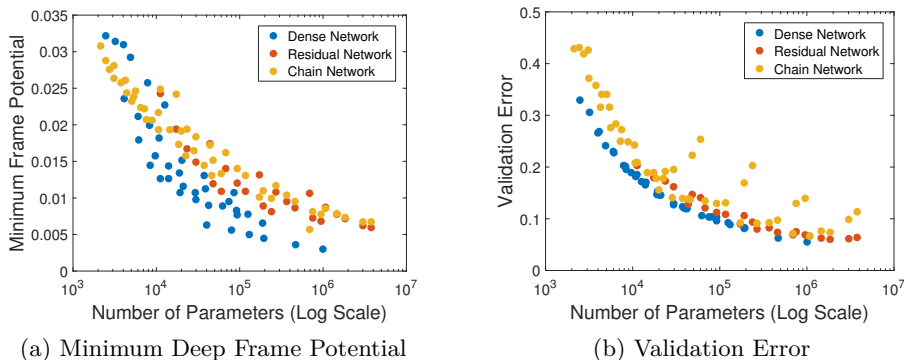 0.035
0.03
0.025
0.02
0.015
0.01
0.005
0
Minimum Frame Potential
Dense Network
Residual Network
Chain Network
10^3 10^4 10^5 10^6 10^7
Number of Parameters (Log Scale)
(a) Minimum Deep Frame Potential
0.5
0.4
0.3
0.2
0.1
0
Validation Error
Dense Network
Residual Network
Chain Network
10^3 10^4 10^5 10^6 10^7
Number of Parameters (Log Scale)
(b) Validation Error